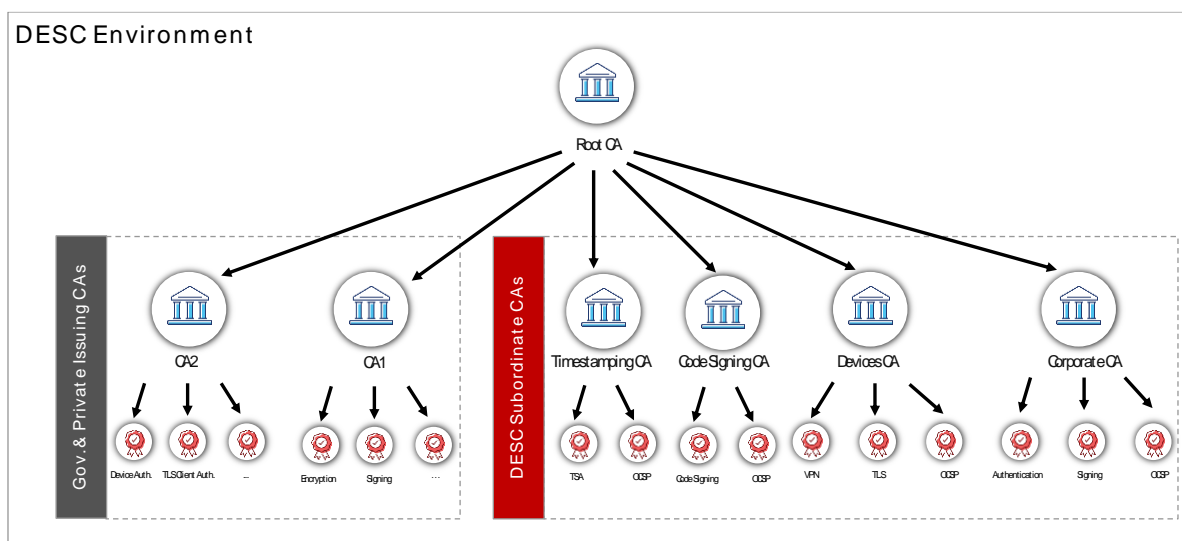 DESC Environment
Root CA
Gov. & Private Issuing CAs
CA2
CA1
Device Auth.
TLS Client Auth.
...
Encryption
Signing
...
DESC Subordinate CAs
Timestamping CA
Code Signing CA
Devices CA
Corporate CA
TSA
OCSP
Code Signing
OCSP
VPN
TLS
OCSP
Authentication
Signing
OCSP